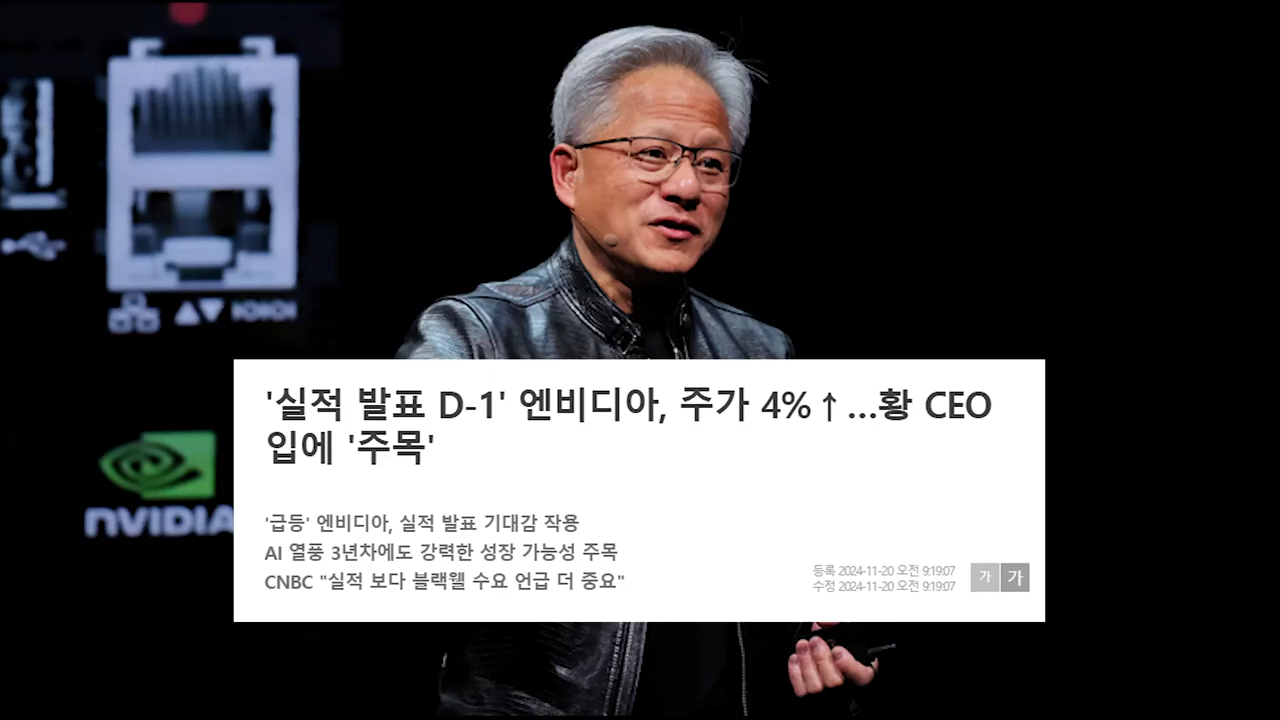 NVIDIA
'실적 발표 D-1' 엔비디아, 주가 4%↑…황 CEO
입에 '주목'
'급등' 엔비디아, 실적 발표 기대감 작용
AI 열풍 3년차에도 강력한 성장 가능성 주목
CNBC "실적 보다 블랙웰 수요 언급 더 중요"
등록 2024-11-20 오전 9:19:07
수정 2024-11-20 오전 9:19:07
가 가